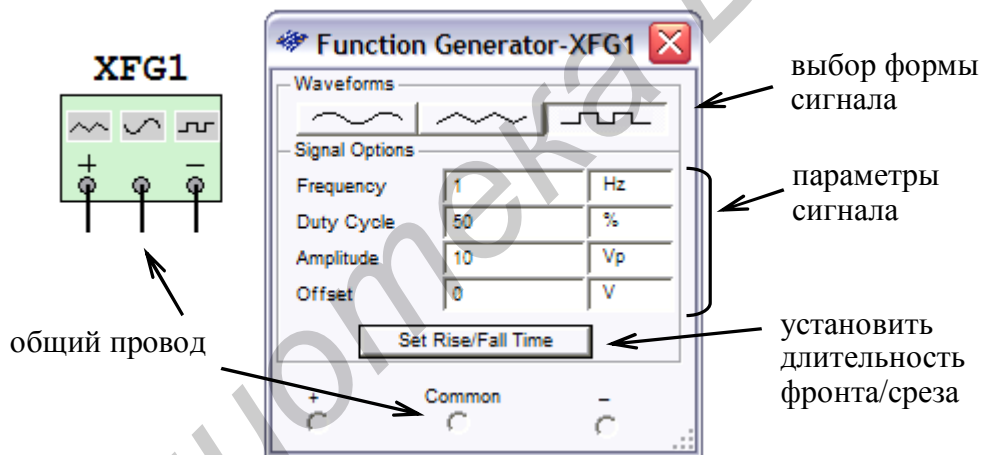 XFG1
+
–
общий провод
Function Generator-XFG1
Waveforms
Signal Options
Frequency 1 Hz
Duty Cycle 50 %
Amplitude 10 Vp
Offset 0 V
Set Rise/Fall Time
+ Common –
выбор формы
сигнала
параметры
сигнала
установить
длительность
фронта/среза